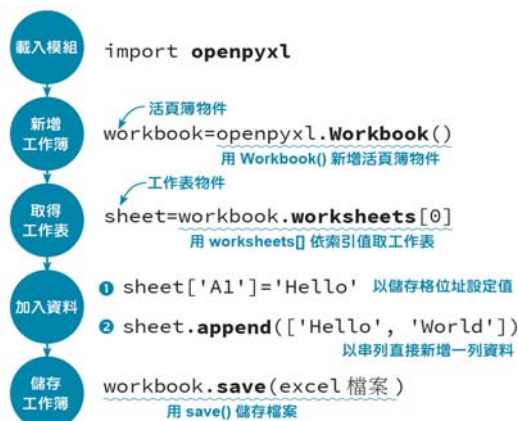 載入模組
import openpyxl
活頁簿物件
新增
工作簿
workbook=openpyxl.Workbook()
用 Workbook() 新增活頁簿物件
工作表物件
取得
工作表
sheet=workbook.worksheets[0]
用 worksheets[] 依索引值取工作表
加入資料
❶ sheet['A1']='Hello' 以儲存格位址設定值
❷ sheet.append(['Hello', 'World'])
以串列直接新增一列資料
儲存
工作簿
workbook.save(excel 檔案)
用 save() 儲存檔案